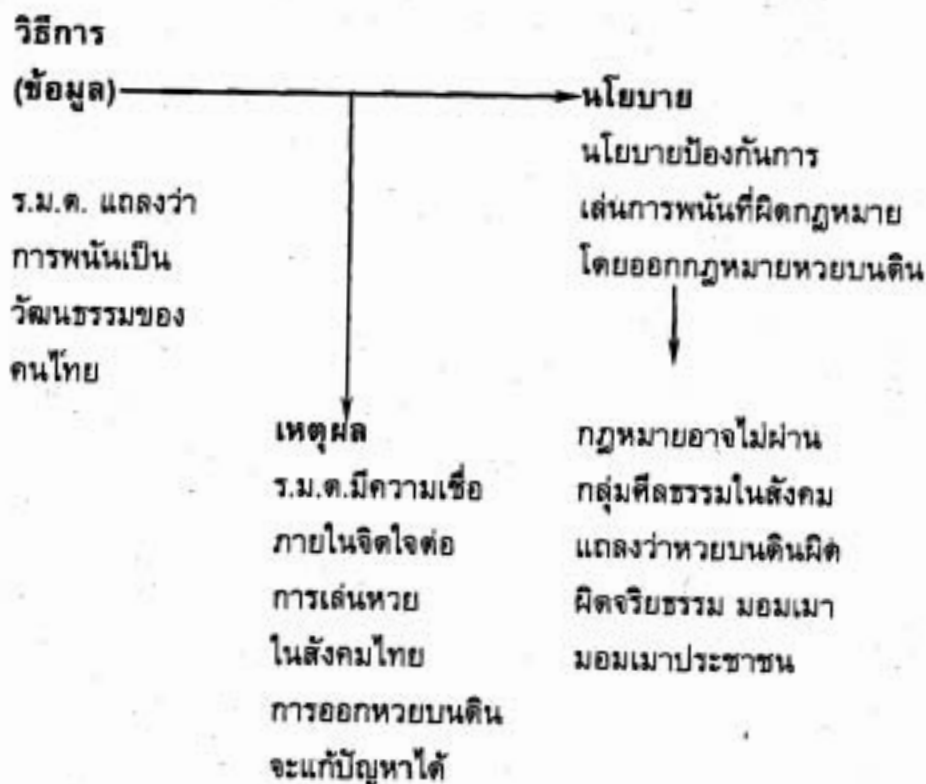 วิธีการ
(ข้อมูล)
นโยบาย
นโยบายป้องกันการ
เล่นการพนันที่ผิดกฎหมาย
โดยออกกฎหมายหวยบนดิน
ร.ม.ต. แถลงว่า
การพนันเป็น
วัฒนธรรมของ
คนไทย
เหตุผล
ร.ม.ต.มีความเชื่อ
ภายในจิตใจต่อ
การเล่นหวย
ในสังคมไทย
การออกหวยบนดิน
จะแก้ปัญหาได้
กฎหมายอาจไม่ผ่าน
กลุ่มศีลธรรมในสังคม
แถลงว่าหวยบนดินผิด
ผิดจริยธรรม มอมเมา
มอมเมาประชาชน